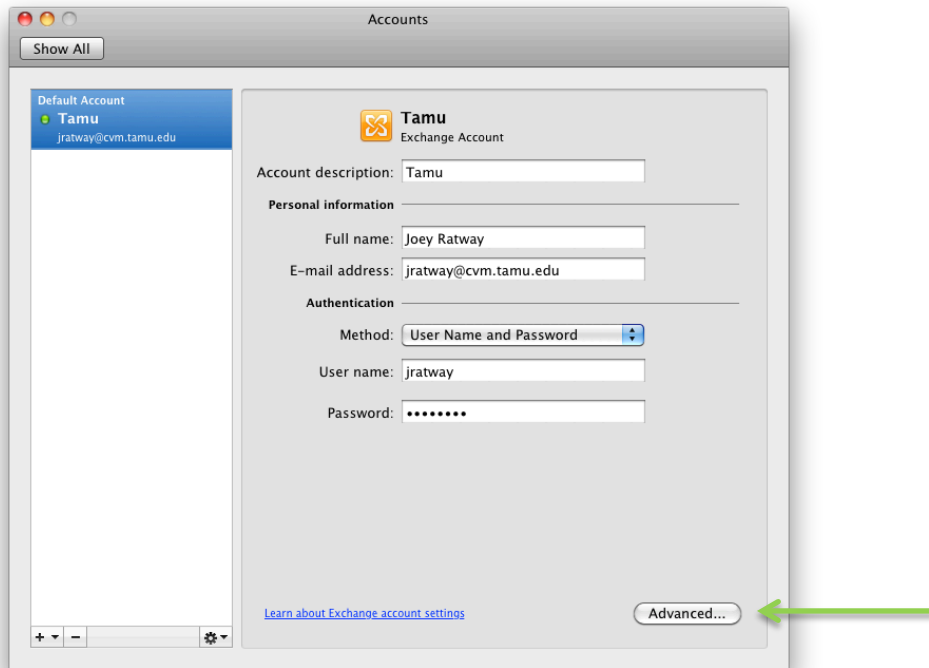 Accounts
Show All
Default Account
Tamu
jratway@cvm.tamu.edu
Tamu
Exchange Account
Account description: Tamu
Personal information
Full name: Joey Ratway
E-mail address: jratway@cvm.tamu.edu
Authentication
Method: User Name and Password
User name: jratway
Password: ••••••••
Learn about Exchange account settings
Advanced...